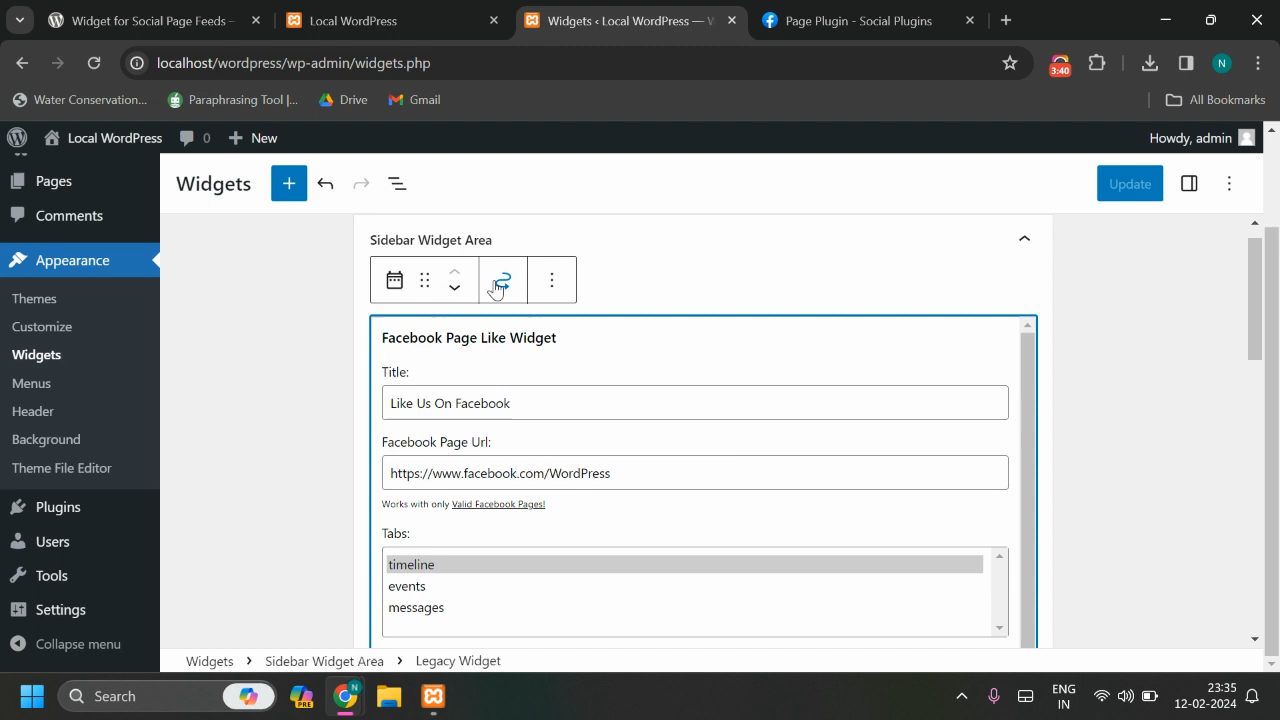 Widget for Social Page Feeds –
Local WordPress
Widgets ‹ Local WordPress — W
Page Plugin - Social Plugins
localhost/wordpress/wp-admin/widgets.php
3:40
N
Water Conservation...
Paraphrasing Tool |...
Drive
Gmail
All Bookmarks
Local WordPress
0
New
Howdy, admin
Pages
Comments
Appearance
Themes
Customize
Widgets
Menus
Header
Background
Theme File Editor
Plugins
Users
Tools
Settings
Collapse menu
Widgets
Update
Sidebar Widget Area
Facebook Page Like Widget
Title:
Like Us On Facebook
Facebook Page Url:
https://www.facebook.com/WordPress
Works with only Valid Facebook Pages!
Tabs:
timeline
events
messages
Widgets > Sidebar Widget Area > Legacy Widget
Search
PRE
N
ENG
IN
23:35
12-02-2024